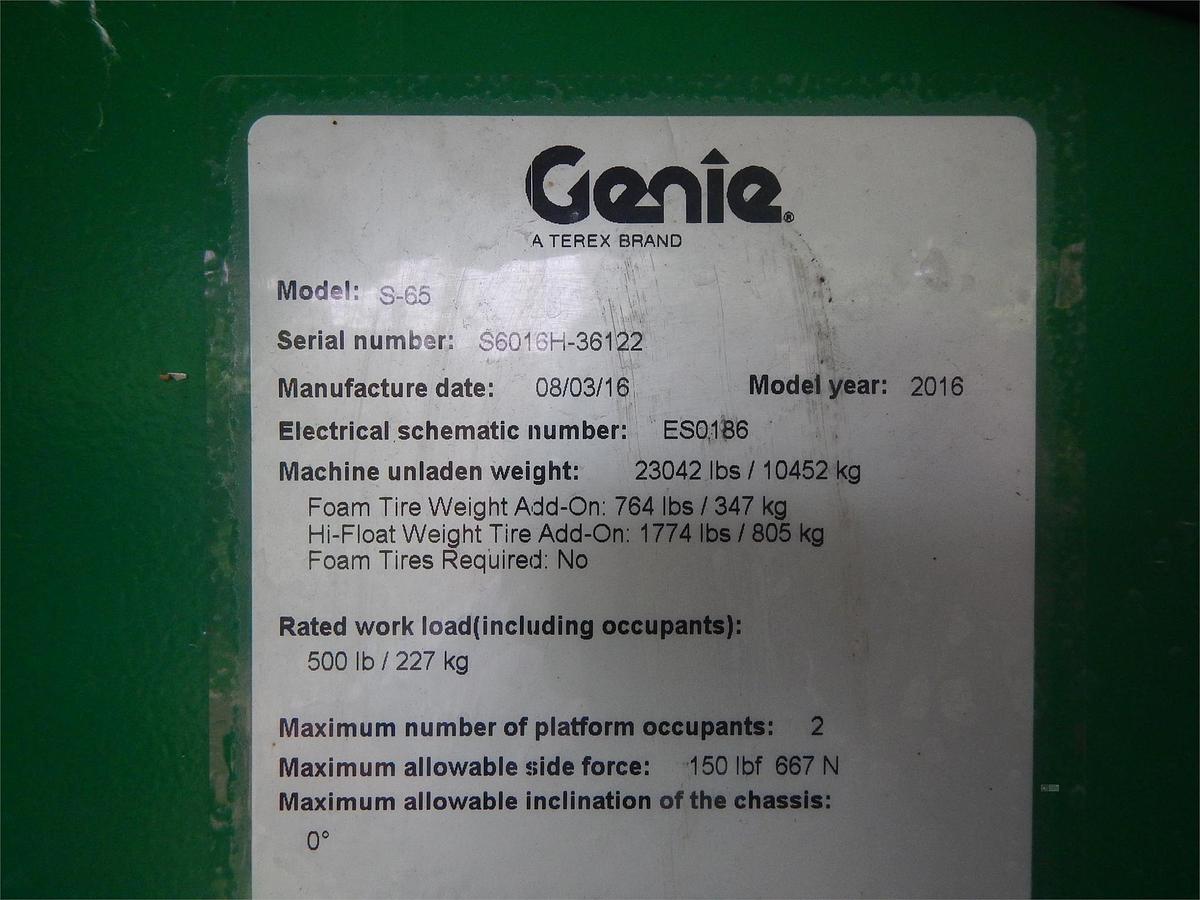 Genie®
A TEREX BRAND
Model: S-65
Serial number: S6016H-36122
Manufacture date: 08/03/16 Model year: 2016
Electrical schematic number: ES0186
Machine unladen weight: 23042 lbs / 10452 kg
Foam Tire Weight Add-On: 764 lbs / 347 kg
Hi-Float Weight Tire Add-On: 1774 lbs / 805 kg
Foam Tires Required: No
Rated work load(including occupants):
500 lb / 227 kg
Maximum number of platform occupants: 2
Maximum allowable side force: 150 lbf 667 N
Maximum allowable inclination of the chassis:
0°